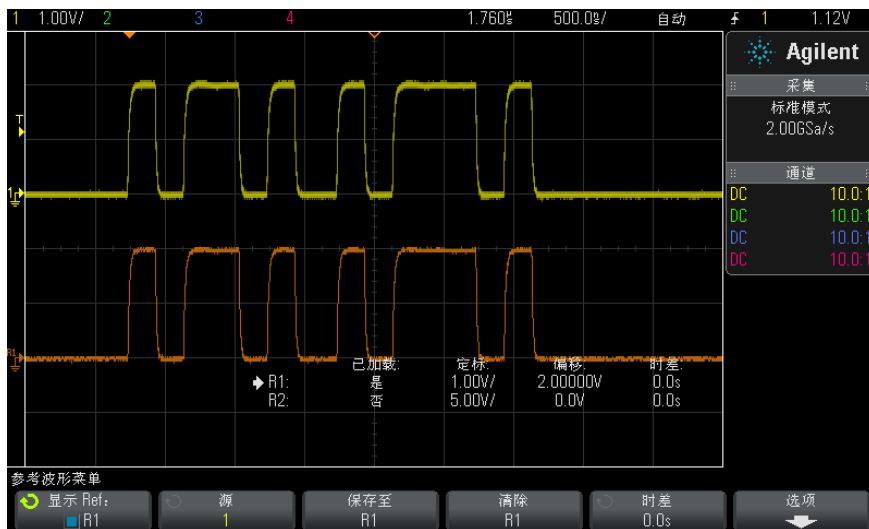 1 1.00V/ 2 3 4 1.760ʂ 500.0ʂ/ 自动 1 1.12V
Agilent
采集
标准模式
2.00GSa/s
通道
DC 10.0:1
DC 10.0:1
DC 10.0:1
DC 10.0:1
T
1
R1
已加载: 定标: 偏移: 时差:
R1: 是 1.00V/ 2.00000V 0.0s
R2: 否 5.00V/ 0.0V 0.0s
参考波形菜单
显示 Ref: 源 保存至 清除 时差 选项
R1 1 R1 R1 0.0s